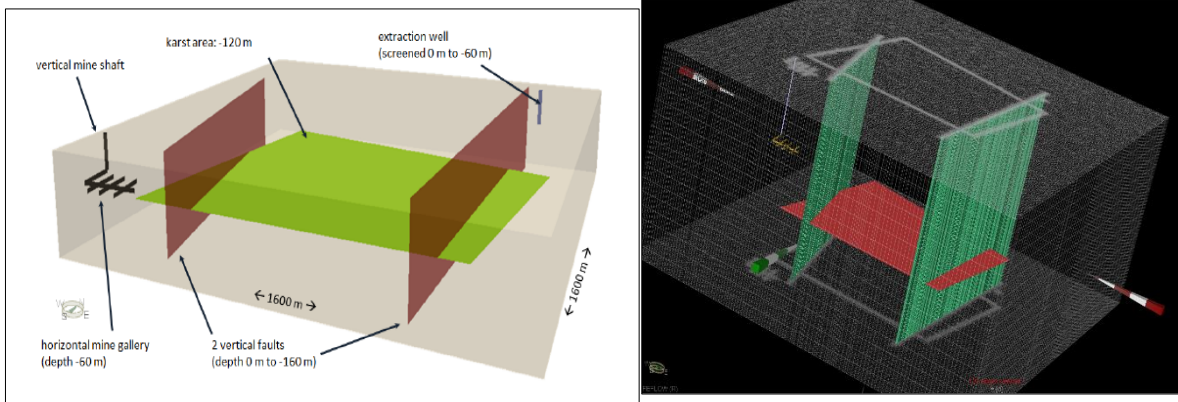 karst area: -120 m
extraction well
(screened 0 m to -60 m)
vertical mine shaft
← 1600 m →
← 1600 m →
horizontal mine gallery
(depth -60 m)
2 vertical faults
(depth 0 m to -160 m)